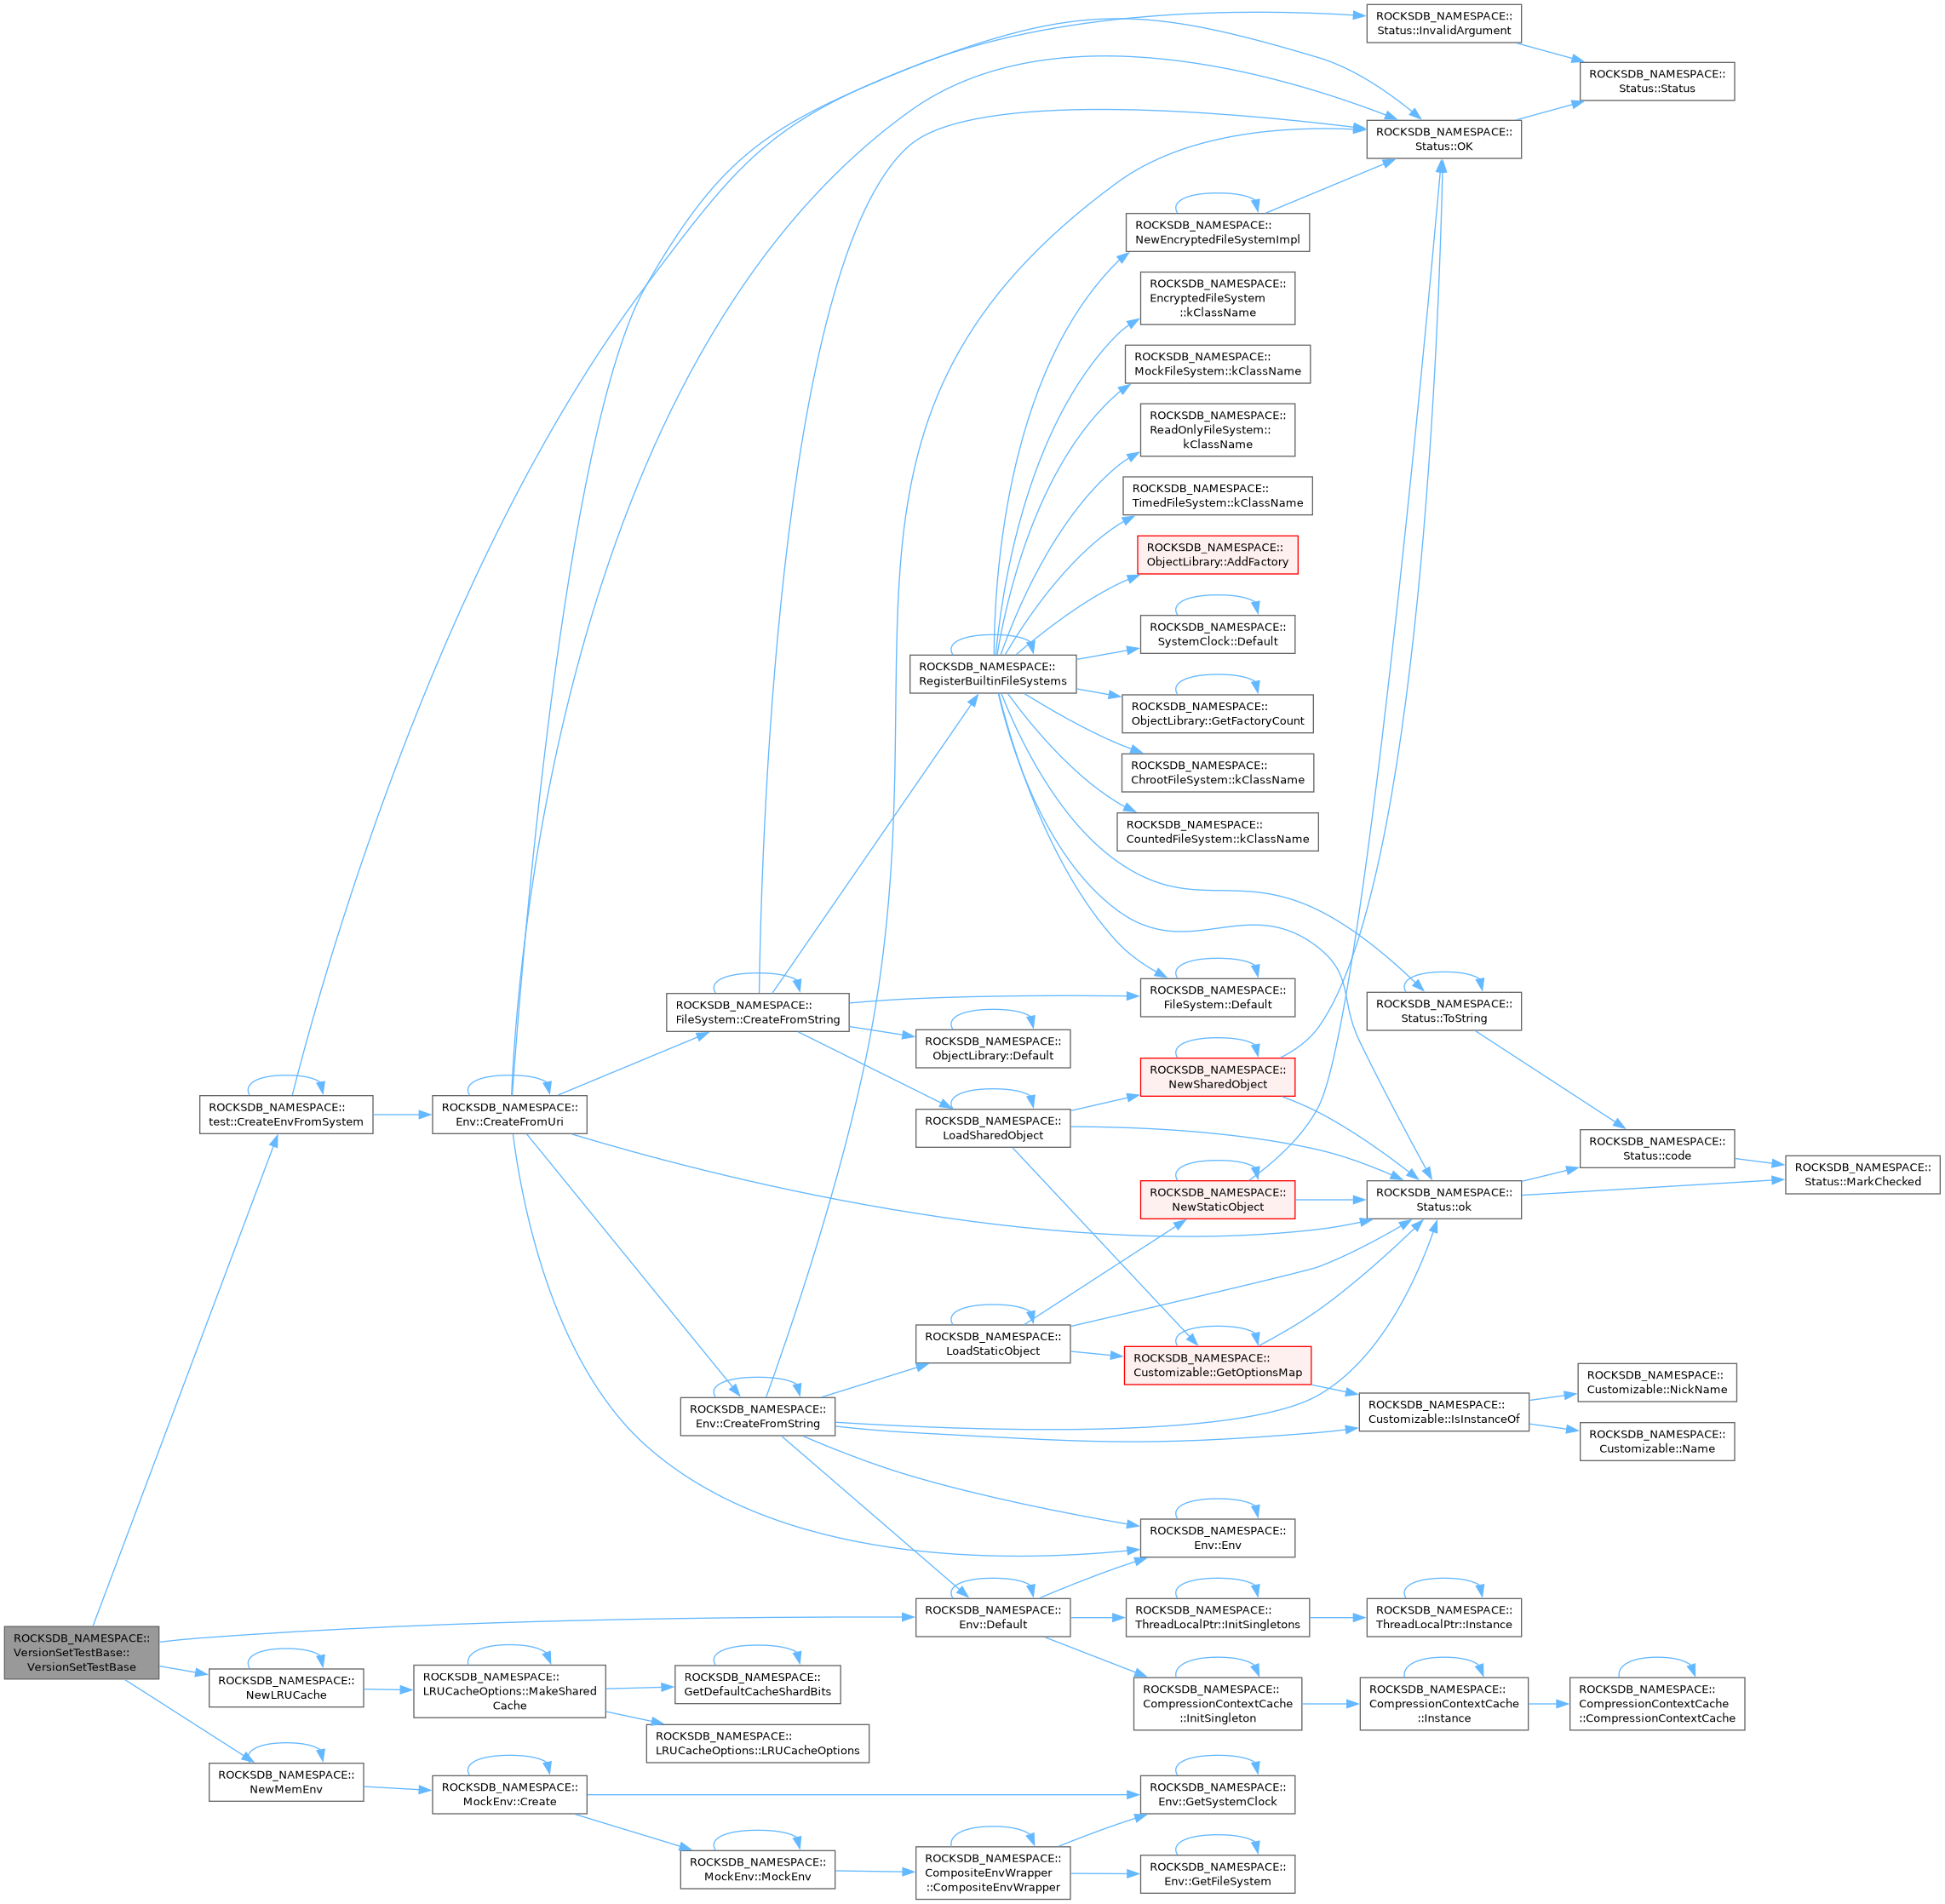 ROCKSDB_NAMESPACE::
Status::InvalidArgument
ROCKSDB_NAMESPACE::
Status::Status
ROCKSDB_NAMESPACE::
Status::OK
ROCKSDB_NAMESPACE::
NewEncryptedFileSystemImpl
ROCKSDB_NAMESPACE::
EncryptedFileSystem
::kClassName
ROCKSDB_NAMESPACE::
MockFileSystem::kClassName
ROCKSDB_NAMESPACE::
ReadOnlyFileSystem::
kClassName
ROCKSDB_NAMESPACE::
TimedFileSystem::kClassName
ROCKSDB_NAMESPACE::
ObjectLibrary::AddFactory
ROCKSDB_NAMESPACE::
SystemClock::Default
ROCKSDB_NAMESPACE::
RegisterBuiltinFileSystems
ROCKSDB_NAMESPACE::
ObjectLibrary::GetFactoryCount
ROCKSDB_NAMESPACE::
ChrootFileSystem::kClassName
ROCKSDB_NAMESPACE::
CountedFileSystem::kClassName
ROCKSDB_NAMESPACE::
FileSystem::CreateFromString
ROCKSDB_NAMESPACE::
FileSystem::Default
ROCKSDB_NAMESPACE::
Status::ToString
ROCKSDB_NAMESPACE::
ObjectLibrary::Default
ROCKSDB_NAMESPACE::
NewSharedObject
ROCKSDB_NAMESPACE::
test::CreateEnvFromSystem
ROCKSDB_NAMESPACE::
Env::CreateFromUri
ROCKSDB_NAMESPACE::
LoadSharedObject
ROCKSDB_NAMESPACE::
Status::code
ROCKSDB_NAMESPACE::
Status::MarkChecked
ROCKSDB_NAMESPACE::
NewStaticObject
ROCKSDB_NAMESPACE::
Status::ok
ROCKSDB_NAMESPACE::
LoadStaticObject
ROCKSDB_NAMESPACE::
Customizable::GetOptionsMap
ROCKSDB_NAMESPACE::
Customizable::NickName
ROCKSDB_NAMESPACE::
Env::CreateFromString
ROCKSDB_NAMESPACE::
Customizable::IsInstanceOf
ROCKSDB_NAMESPACE::
Customizable::Name
ROCKSDB_NAMESPACE::
Env::Env
ROCKSDB_NAMESPACE::
VersionSetTestBase::
VersionSetTestBase
ROCKSDB_NAMESPACE::
Env::Default
ROCKSDB_NAMESPACE::
ThreadLocalPtr::InitSingletons
ROCKSDB_NAMESPACE::
ThreadLocalPtr::Instance
ROCKSDB_NAMESPACE::
NewLRUCache
ROCKSDB_NAMESPACE::
LRUCacheOptions::MakeShared
Cache
ROCKSDB_NAMESPACE::
GetDefaultCacheShardBits
ROCKSDB_NAMESPACE::
CompressionContextCache
::InitSingleton
ROCKSDB_NAMESPACE::
CompressionContextCache
::Instance
ROCKSDB_NAMESPACE::
CompressionContextCache
::CompressionContextCache
ROCKSDB_NAMESPACE::
LRUCacheOptions::LRUCacheOptions
ROCKSDB_NAMESPACE::
NewMemEnv
ROCKSDB_NAMESPACE::
MockEnv::Create
ROCKSDB_NAMESPACE::
Env::GetSystemClock
ROCKSDB_NAMESPACE::
MockEnv::MockEnv
ROCKSDB_NAMESPACE::
CompositeEnvWrapper
::CompositeEnvWrapper
ROCKSDB_NAMESPACE::
Env::GetFileSystem